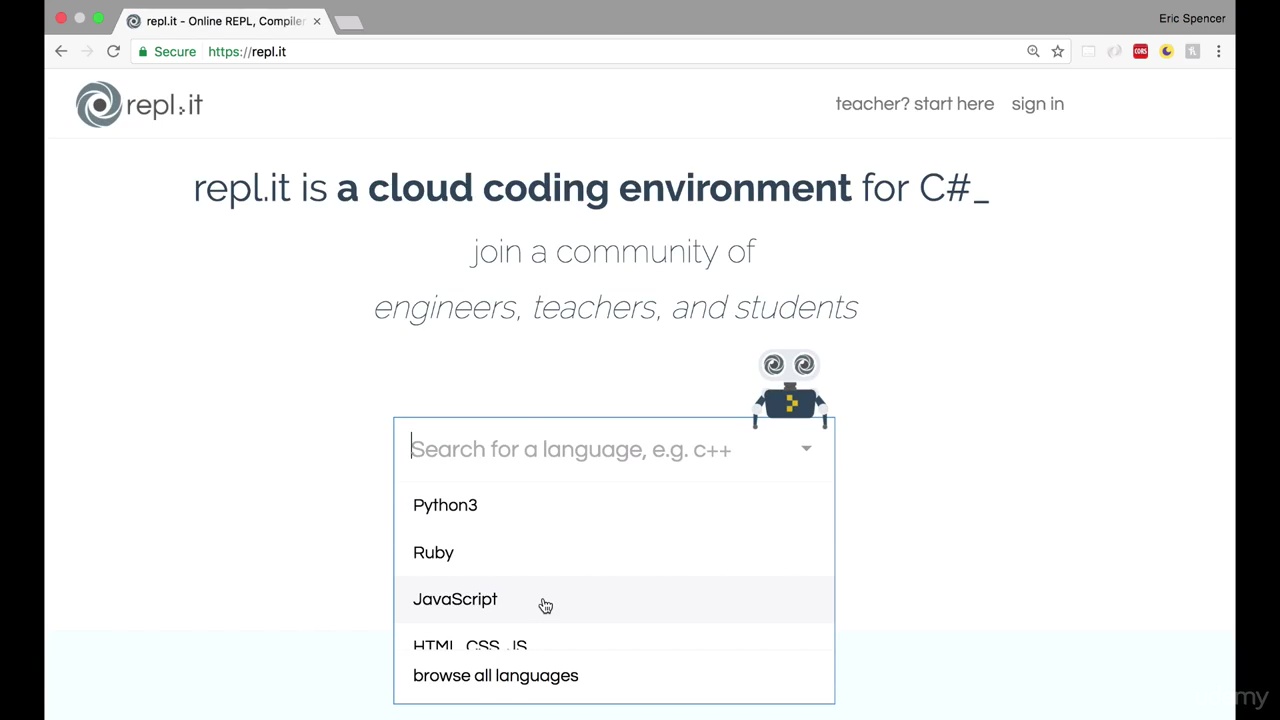 repl.it - Online REPL, Compiler
Eric Spencer
Secure https://repl.it
CORS
repl.it
teacher? start here sign in
repl.it is a cloud coding environment for C#_
join a community of
engineers, teachers, and students
Search for a language, e.g. c++
Python3
Ruby
JavaScript
HTML, CSS, JS
browse all languages
my